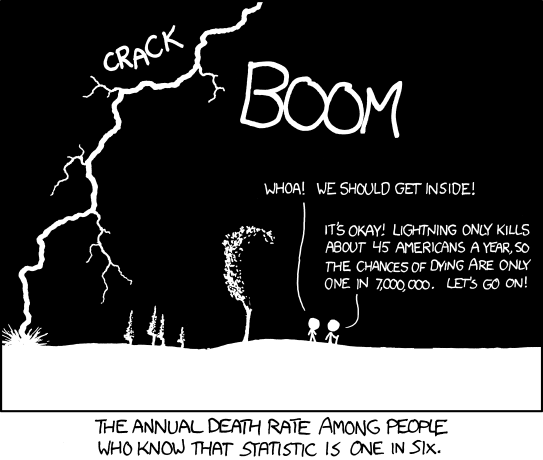 CRACK
BOOM
WHOA! WE SHOULD GET INSIDE!
IT'S OKAY! LIGHTNING ONLY KILLS
ABOUT 45 AMERICANS A YEAR, SO
THE CHANCES OF DYING ARE ONLY
ONE IN 7,000,000. LET'S GO ON!
THE ANNUAL DEATH RATE AMONG PEOPLE
WHO KNOW THAT STATISTIC IS ONE IN SIX.